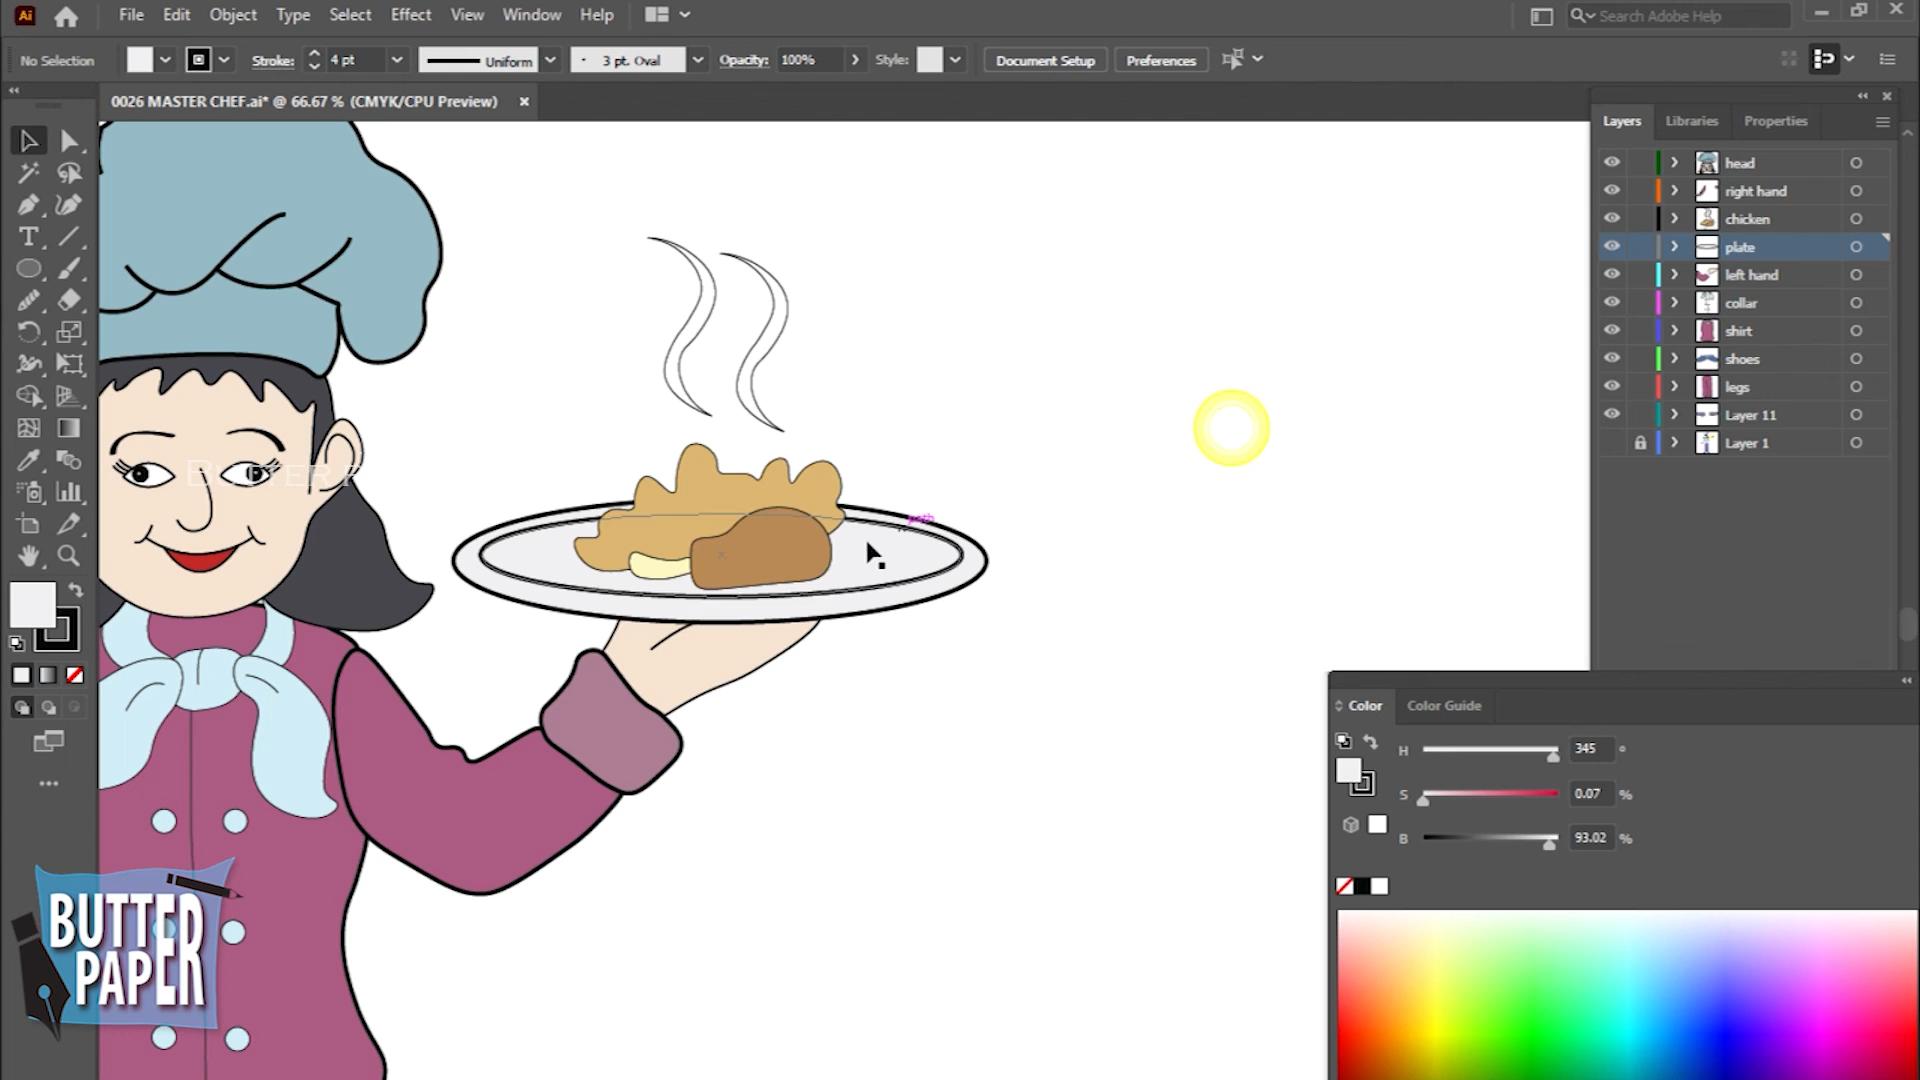 Ai File Edit Object Type Select Effect View Window Help Search Adobe Help
No Selection Stroke: 4 pt Uniform 3 pt. Oval Opacity: 100% Style: Document Setup Preferences
0026 MASTER CHEF.ai* @ 66.67 % (CMYK/CPU Preview)
Layers Libraries Properties
head
right hand
chicken
plate
left hand
collar
shirt
shoes
legs
Layer 11
Layer 1
BUTTER P
path
Color Color Guide
H 345 °
S 0.07 %
B 93.02 %
BUTTER
PAPER